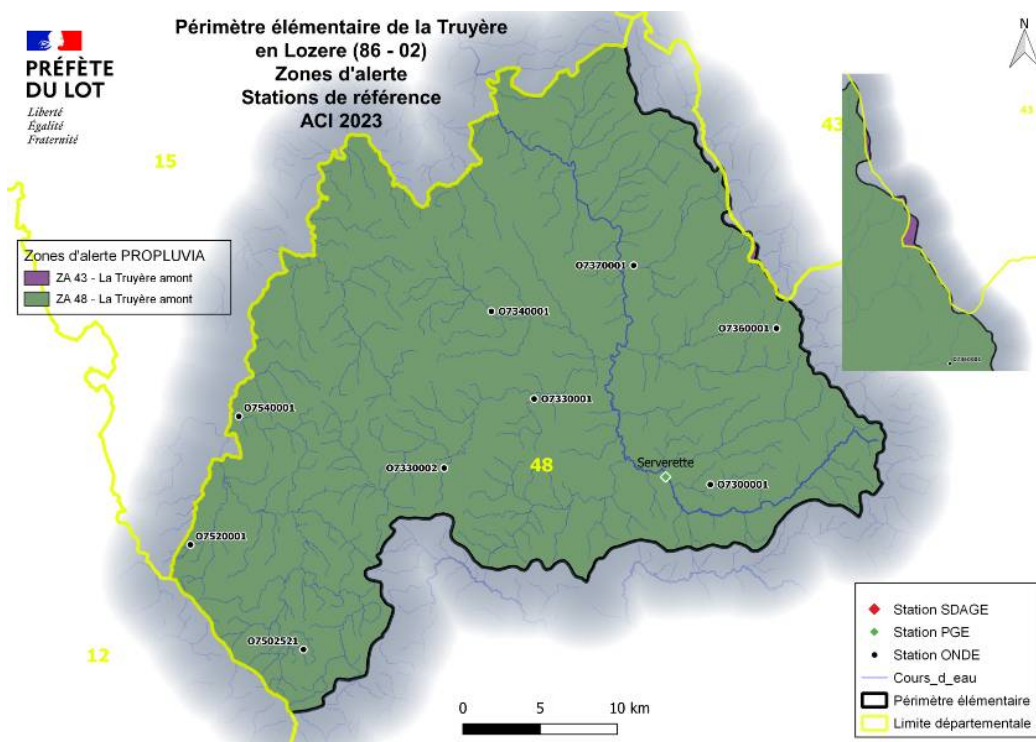 PRÉFÈTE
DU LOT
Liberté
Égalité
Fraternité
Périmètre élémentaire de la Truyère
en Lozere (86 - 02)
Zones d'alerte
Stations de référence
ACI 2023
N
15
43
43
Zones d'alerte PROPLUVIA
ZA 43 - La Truyère amont
ZA 48 - La Truyère amont
O7370001
O7340001
O7360001
O7330001
O7540001
O7330002
48
Serverette
O7300001
O7520001
O7502521
12
0 5 10 km
Station SDAGE
Station PGE
Station ONDE
Cours_d_eau
Périmètre élémentaire
Limite départementale